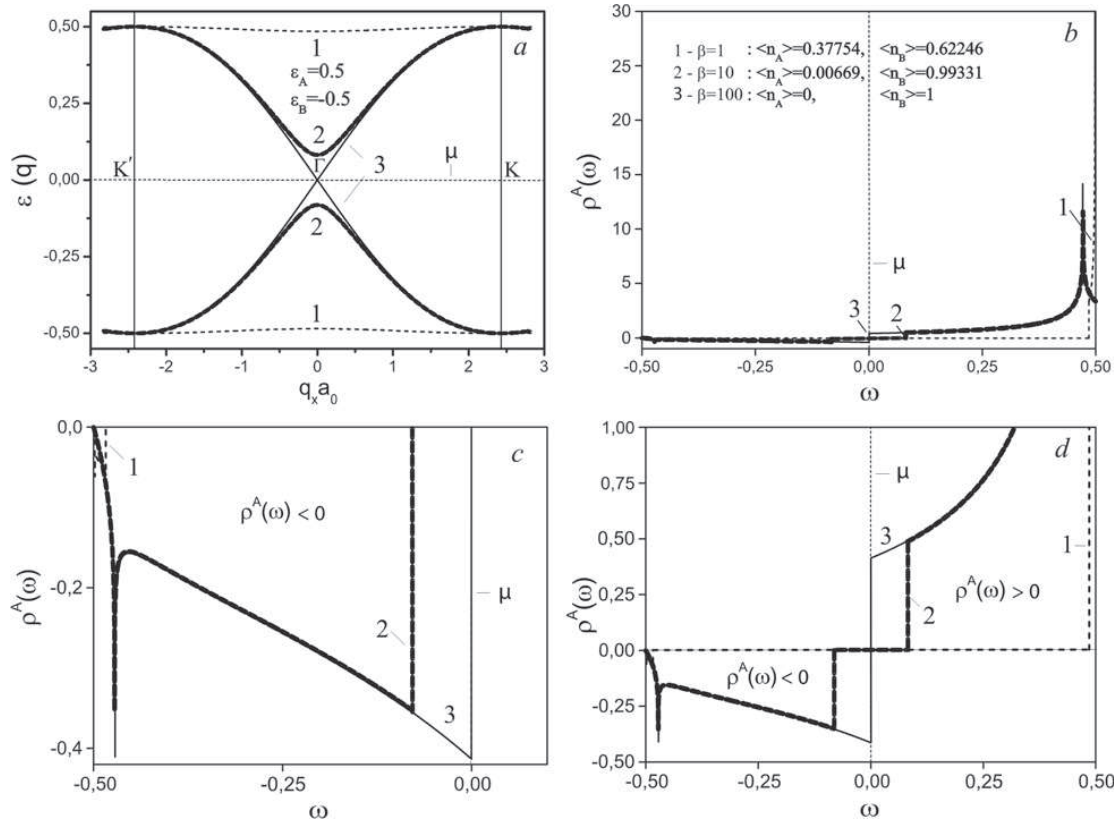 a
0,50
0,25
0,00
-0,25
-0,50
ε (q)
1
ε_A=0.5
ε_B=-0.5
2
Γ
3
μ
K′
K
2
1
-3 -2 -1 0 1 2 3
q_x a_0
b
30
25
20
15
10
5
0
ρ^A(ω)
1 - β=1 : <n_A>=0.37754, <n_B>=0.62246
2 - β=10 : <n_A>=0.00669, <n_B>=0.99331
3 - β=100 : <n_A>=0, <n_B>=1
1
μ
3
2
-0,50 -0,25 0,00 0,25 0,50
ω
c
0,0
-0,2
-0,4
ρ^A(ω)
1
ρ^A(ω) < 0
μ
2
3
-0,50 -0,25 0,00
ω
d
1,00
0,75
0,50
0,25
0,00
-0,25
-0,50
ρ^A(ω)
μ
3
1
ρ^A(ω) > 0
2
ρ^A(ω) < 0
-0,50 -0,25 0,00 0,25 0,50
ω